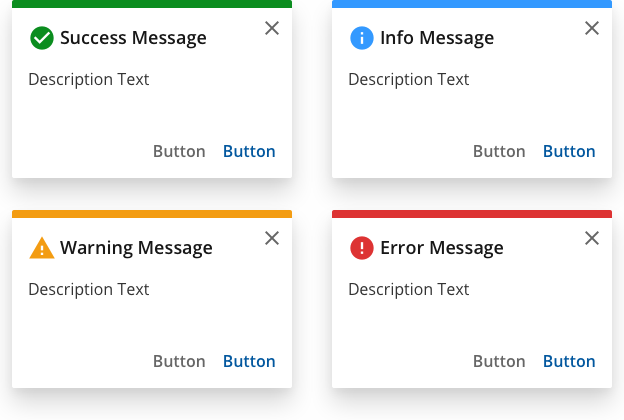 Success Message
Description Text
Button Button
Info Message
Description Text
Button Button
Warning Message
Description Text
Button Button
Error Message
Description Text
Button Button